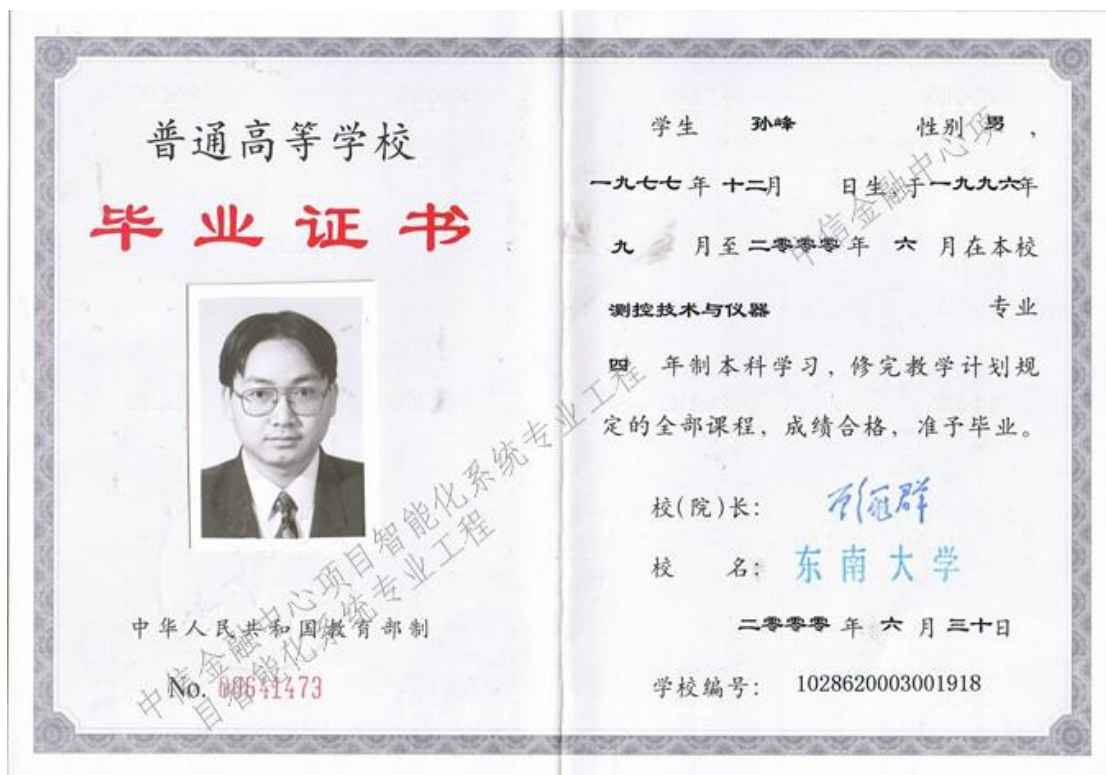 普通高等学校
毕业证书
中华人民共和国教育部制
No. 00641473
学生 孙峰 性别 男，
一九七七年 十二月 日生于一九九六年
九 月至二零零零年 六 月在本校
测控技术与仪器 专业
四 年制本科学习，修完教学计划规
定的全部课程，成绩合格，准予毕业。
校(院)长：
校 名：东南大学
二零零零 年 六 月 三十日
学校编号： 1028620003001918
中信金融中心项目智能化系统专业工程
中信金融中心项
目智能化系统专业工程